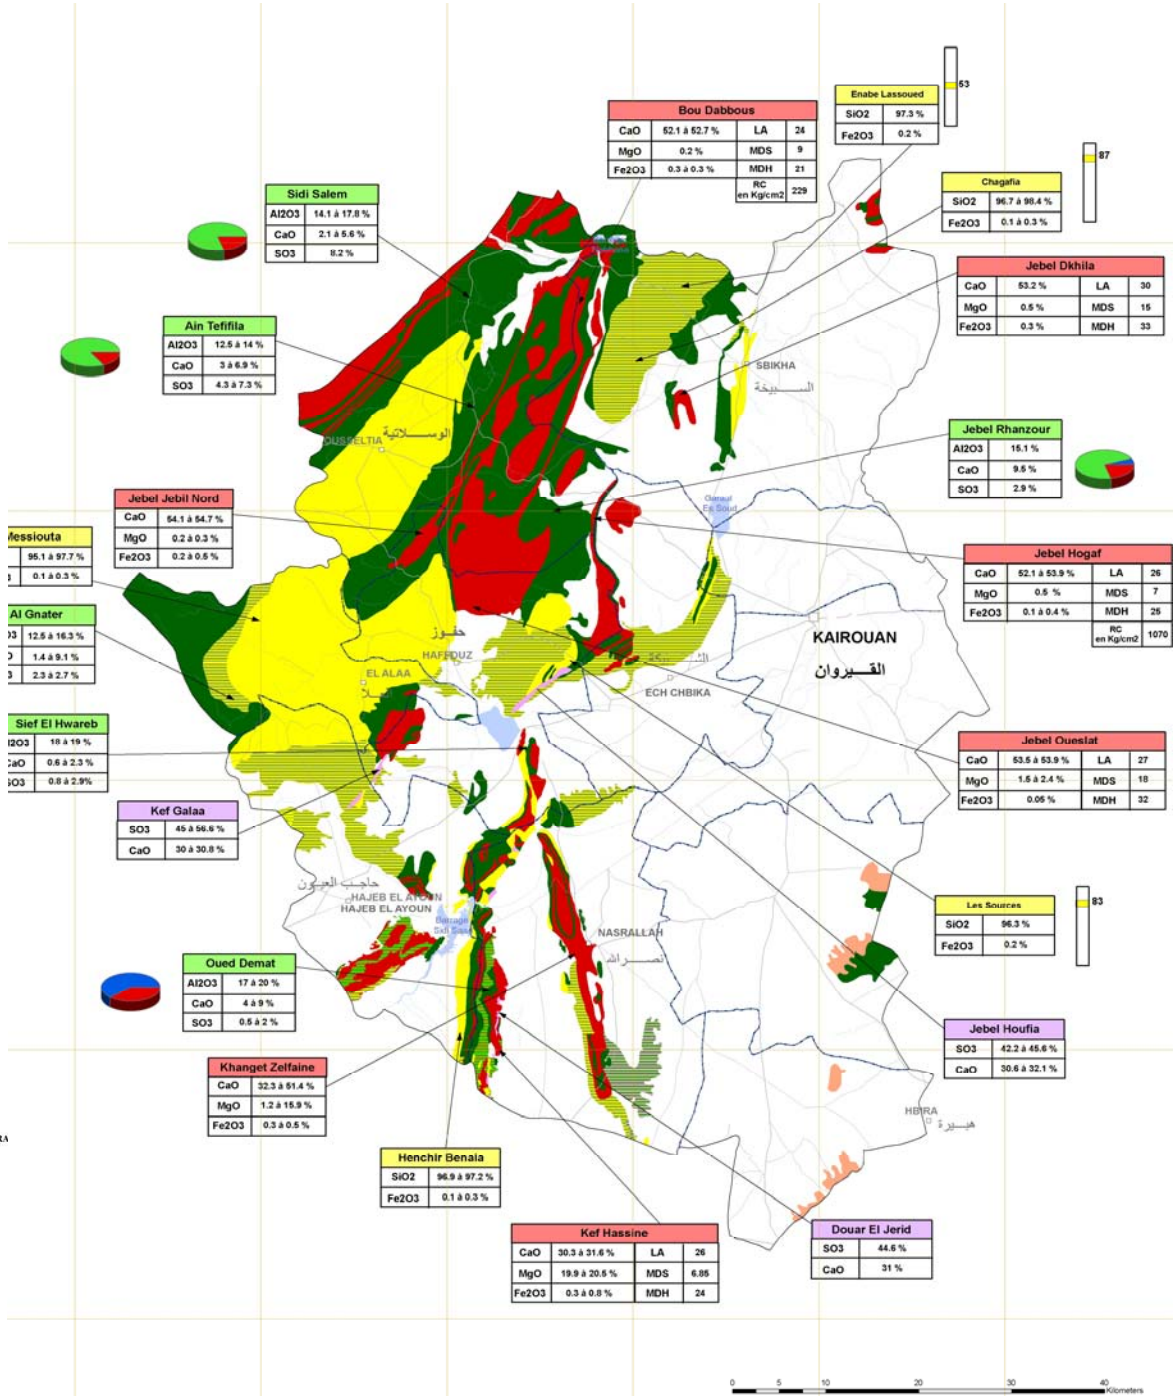 53
Enabe Lassoued
SiO2 97.3 %
Fe2O3 0.2 %
Bou Dabbous
CaO 52.1 à 52.7 % LA 24
MgO 0.2 % MDS 9
Fe2O3 0.3 à 0.3 % MDH 21
RC en Kg/cm2 229
87
Chagafia
SiO2 96.7 à 98.4 %
Fe2O3 0.1 à 0.3 %
Sidi Salem
Al2O3 14.1 à 17.8 %
CaO 2.1 à 5.6 %
SO3 8.2 %
Jebel Dkhila
CaO 53.2 % LA 30
MgO 0.5 % MDS 15
Fe2O3 0.3 % MDH 33
Ain Tefifila
Al2O3 12.5 à 14 %
CaO 3 à 6.9 %
SO3 4.3 à 7.3 %
SBIKHA
السبيخة
OUSSELTIA
الوسلاتية
Jebel Rhanzour
Al2O3 15.1 %
CaO 9.5 %
SO3 2.9 %
Jebel Jebil Nord
CaO 54.1 à 54.7 %
MgO 0.2 à 0.3 %
Fe2O3 0.2 à 0.5 %
Garaut
Es Soud
Messiouta
95.1 à 97.7 %
0.1 à 0.3 %
Jebel Hogaf
CaO 52.1 à 53.9 % LA 26
MgO 0.5 % MDS 7
Fe2O3 0.1 à 0.4 % MDH 25
RC en Kg/cm2 1070
Al Gnater
O3 12.5 à 16.3 %
O 1.4 à 9.1 %
3 2.3 à 2.7 %
حفوز
HAFFOUZ
KAIROUAN
القيروان
EL ALAA
الشبيكة
ECH CHBIKA
Sief El Hwareb
l2O3 18 à 19 %
CaO 0.6 à 2.3 %
SO3 0.8 à 2.9%
Jebel Oueslat
CaO 53.5 à 53.9 % LA 27
MgO 1.5 à 2.4 % MDS 18
Fe2O3 0.05 % MDH 32
Kef Galaa
SO3 45 à 56.6 %
CaO 30 à 30.8 %
حاجب العيون
HAJEB EL AYOUN
HAJEB EL AYOUN
Barrage
Sidi Saad
Les Sources
SiO2 96.3 %
Fe2O3 0.2 %
83
NASRALLAH
نصرالله
Oued Demat
Al2O3 17 à 20 %
CaO 4 à 9 %
SO3 0.5 à 2 %
Jebel Houfia
SO3 42.2 à 45.6 %
CaO 30.6 à 32.1 %
Khanget Zelfaine
CaO 32.3 à 51.4 %
MgO 1.2 à 15.9 %
Fe2O3 0.3 à 0.5 %
HBIRA
هبيرة
RA
Henchir Benaia
SiO2 96.9 à 97.2 %
Fe2O3 0.1 à 0.3 %
Kef Hassine
CaO 30.3 à 31.6 % LA 26
MgO 19.9 à 20.5 % MDS 6.85
Fe2O3 0.3 à 0.8 % MDH 24
Douar El Jerid
SO3 44.6 %
CaO 31 %
0 5 10 20 30 40
Kilometers